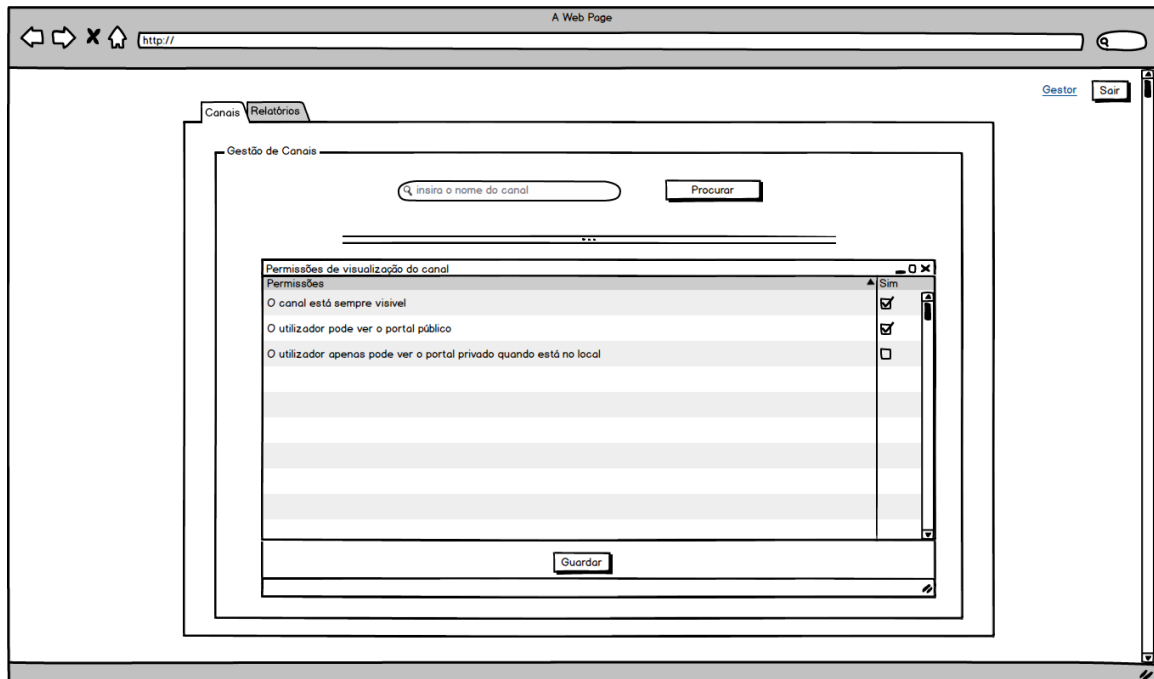 A Web Page
http://
Gestor
Sair
Canais
Relatórios
Gestão de Canais
insira o nome do canal
Procurar
Permissões de visualização do canal
Permissões
Sim
O canal está sempre visivel
O utilizador pode ver o portal público
O utilizador apenas pode ver o portal privado quando está no local
Guardar